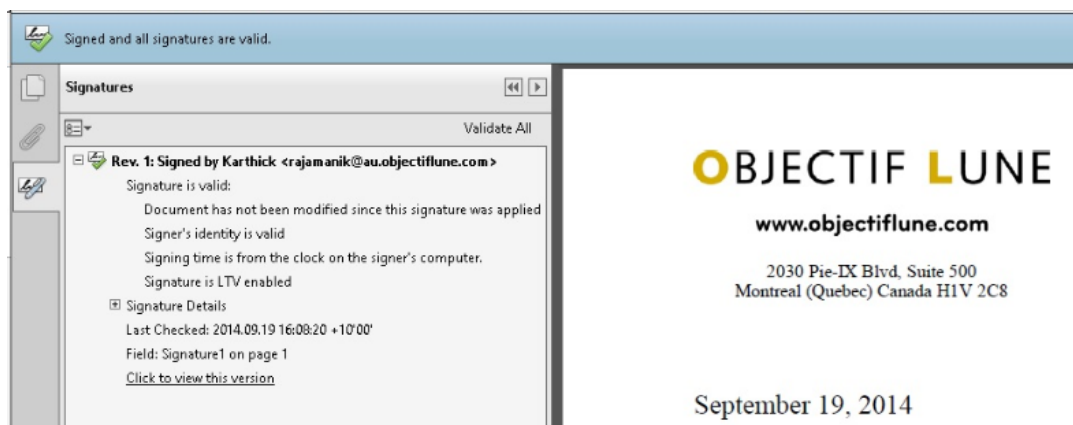 Signed and all signatures are valid.
Signatures
Validate All
Rev. 1: Signed by Karthick <rajamanik@au.objectiflune.com>
Signature is valid:
Document has not been modified since this signature was applied
Signer's identity is valid
Signing time is from the clock on the signer's computer.
Signature is LTV enabled
Signature Details
Last Checked: 2014.09.19 16:08:20 +10'00'
Field: Signature1 on page 1
Click to view this version
OBJECTIF LUNE
www.objectiflune.com
2030 Pie-IX Blvd, Suite 500
Montreal (Quebec) Canada H1V 2C8
September 19, 2014